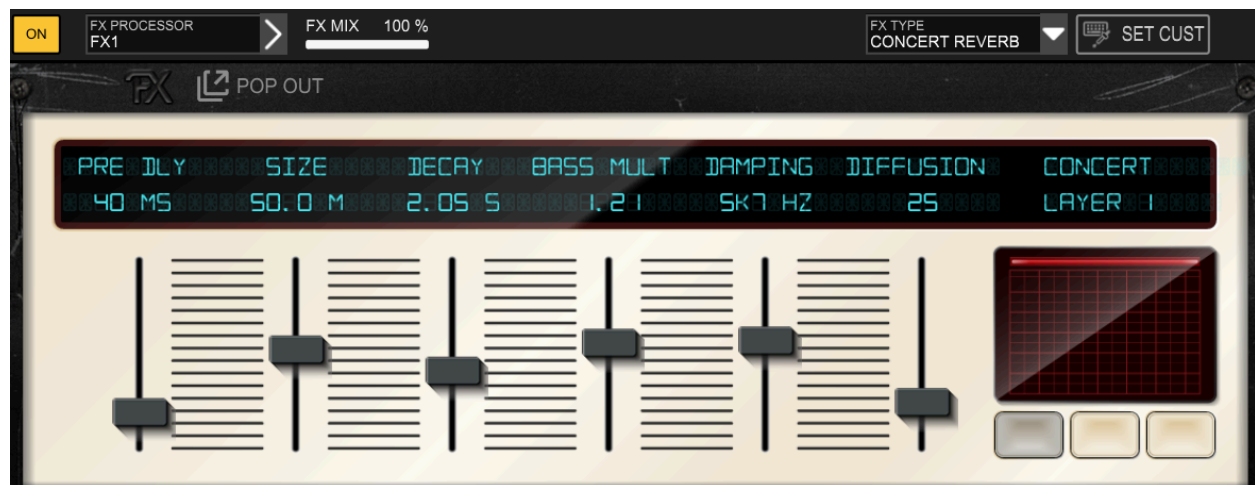 ON
FX PROCESSOR
FX1
FX MIX 100 %
FX TYPE
CONCERT REVERB
SET CUST
FX
POP OUT
PRE DLY SIZE DECAY BASS MULT DAMPING DIFFUSION CONCERT
40 MS 50.0 M 2.05 S 1.21 5K7 HZ 25 LAYER 1